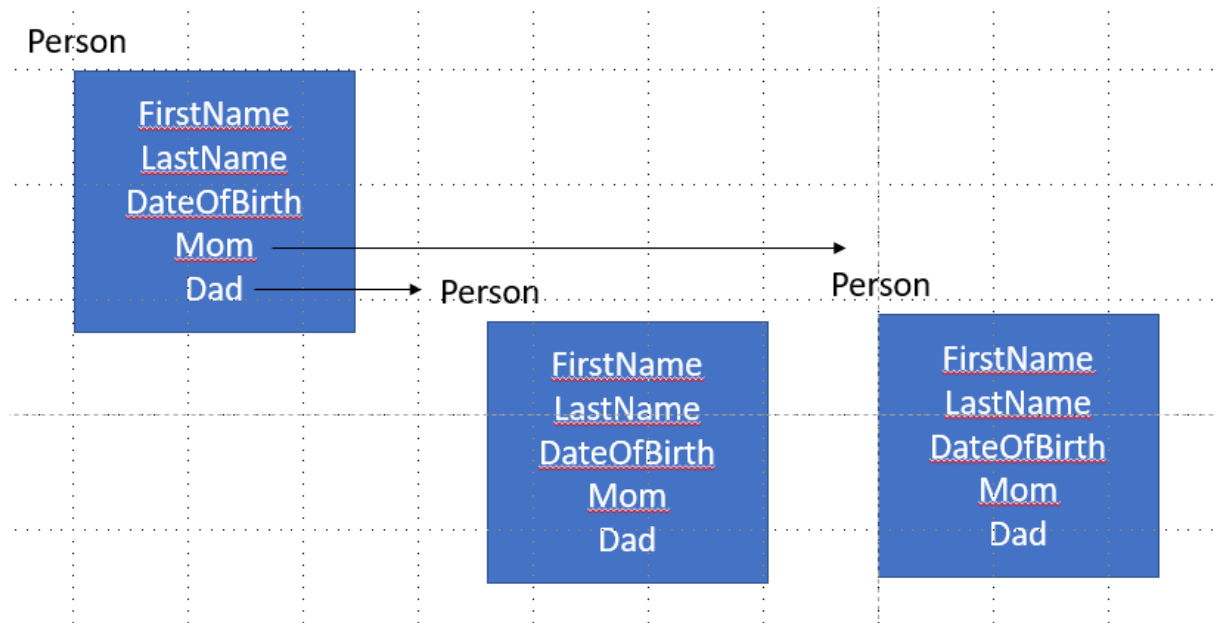 Person
FirstName
LastName
DateOfBirth
Mom
Dad
Person
FirstName
LastName
DateOfBirth
Mom
Dad
Person
FirstName
LastName
DateOfBirth
Mom
Dad